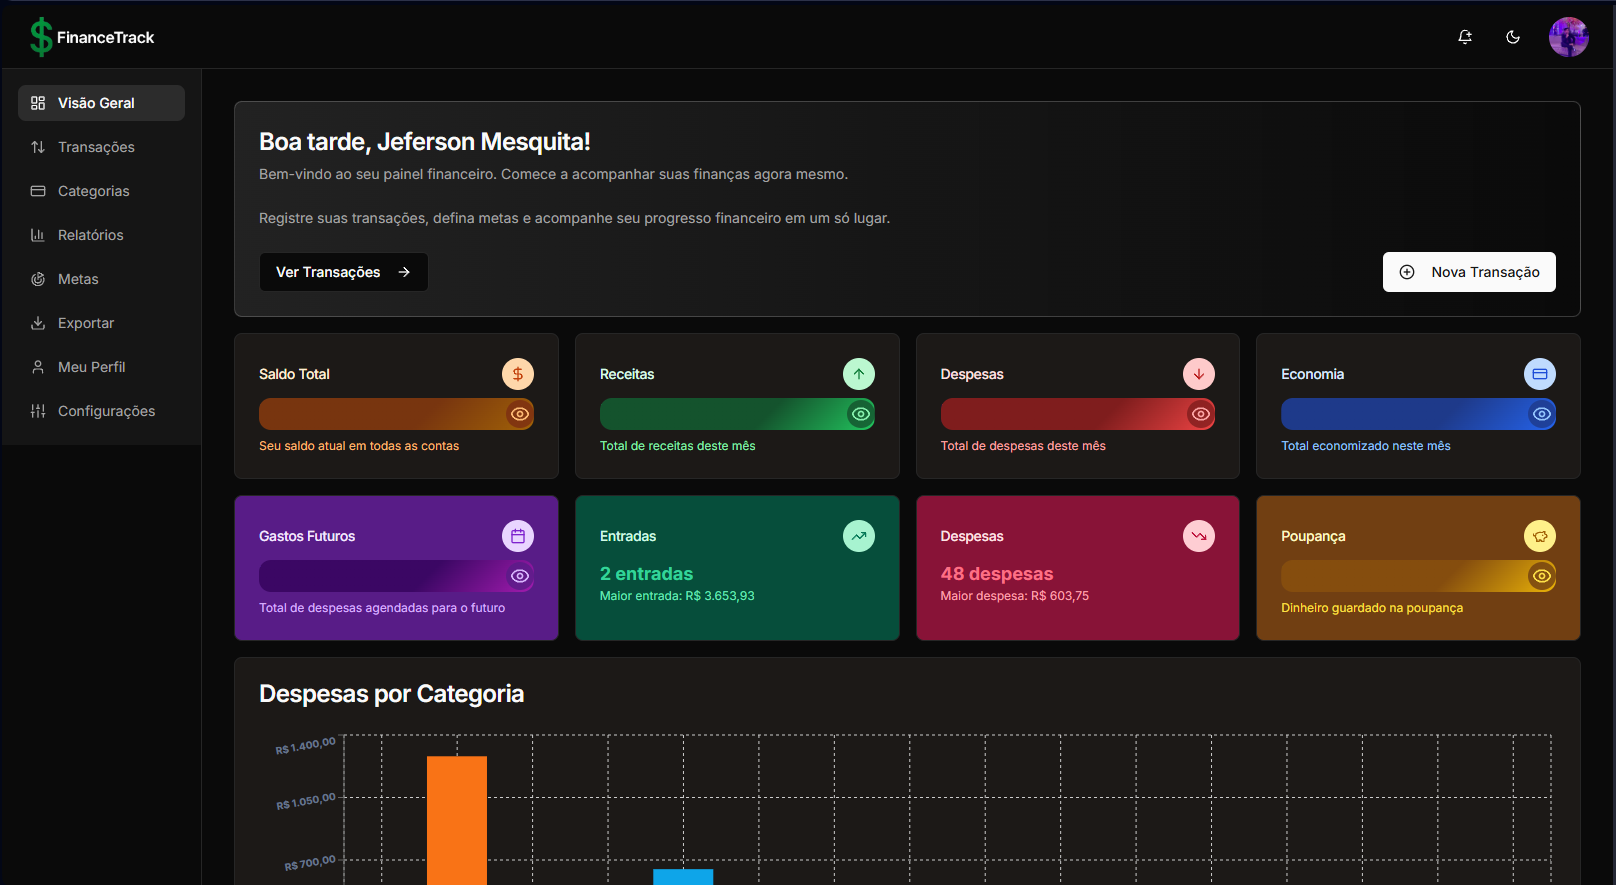 FinanceTrack
Visão Geral
Transações
Categorias
Relatórios
Metas
Exportar
Meu Perfil
Configurações
Boa tarde, Jeferson Mesquita!
Bem-vindo ao seu painel financeiro. Comece a acompanhar suas finanças agora mesmo.
Registre suas transações, defina metas e acompanhe seu progresso financeiro em um só lugar.
Ver Transações
Nova Transação
Saldo Total
Seu saldo atual em todas as contas
Receitas
Total de receitas deste mês
Despesas
Total de despesas deste mês
Economia
Total economizado neste mês
Gastos Futuros
Total de despesas agendadas para o futuro
Entradas
2 entradas
Maior entrada: R$ 3.653,93
Despesas
48 despesas
Maior despesa: R$ 603,75
Poupança
Dinheiro guardado na poupança
Despesas por Categoria
R$ 1.400,00
R$ 1.050,00
R$ 700,00